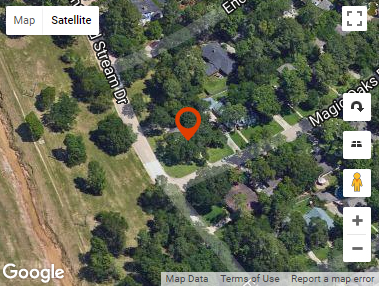 Map Satellite
Stream Dr
Magic Oaks
Google
Map Data Terms of Use Report a map error